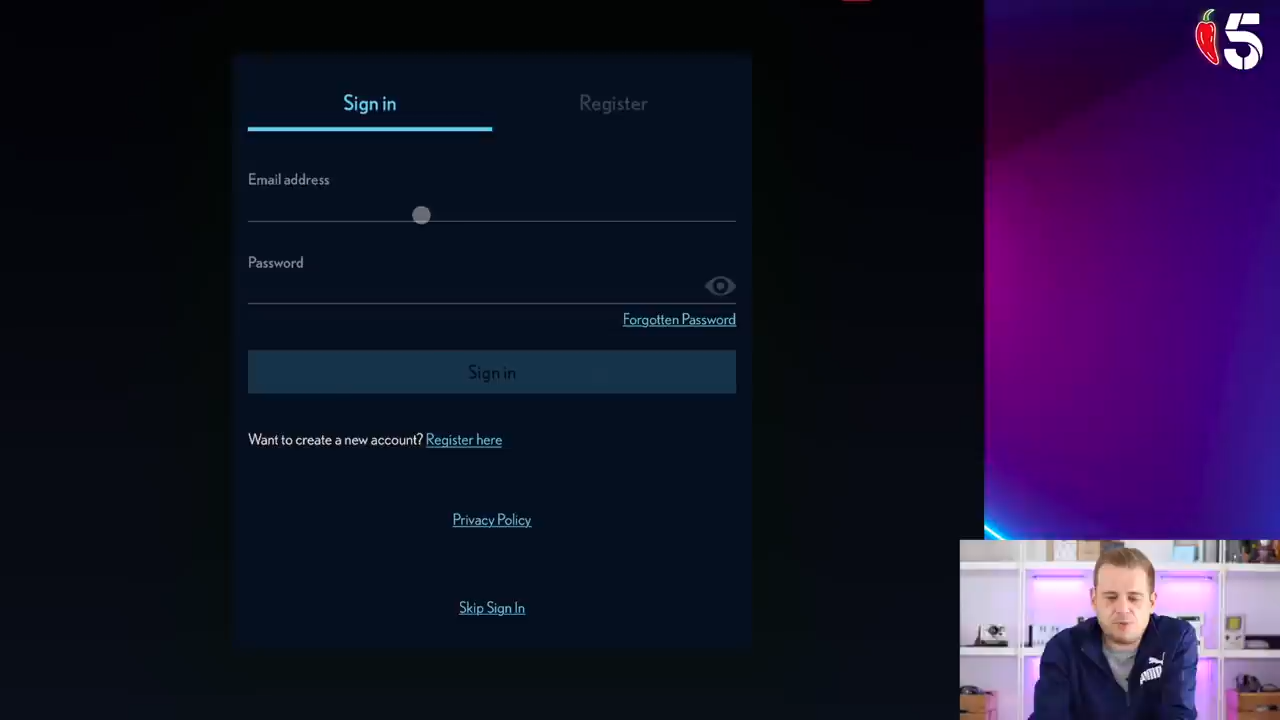 5
Sign in
Register
Email address
Password
Forgotten Password
Sign in
Want to create a new account? Register here
Privacy Policy
Skip Sign In
PUMA